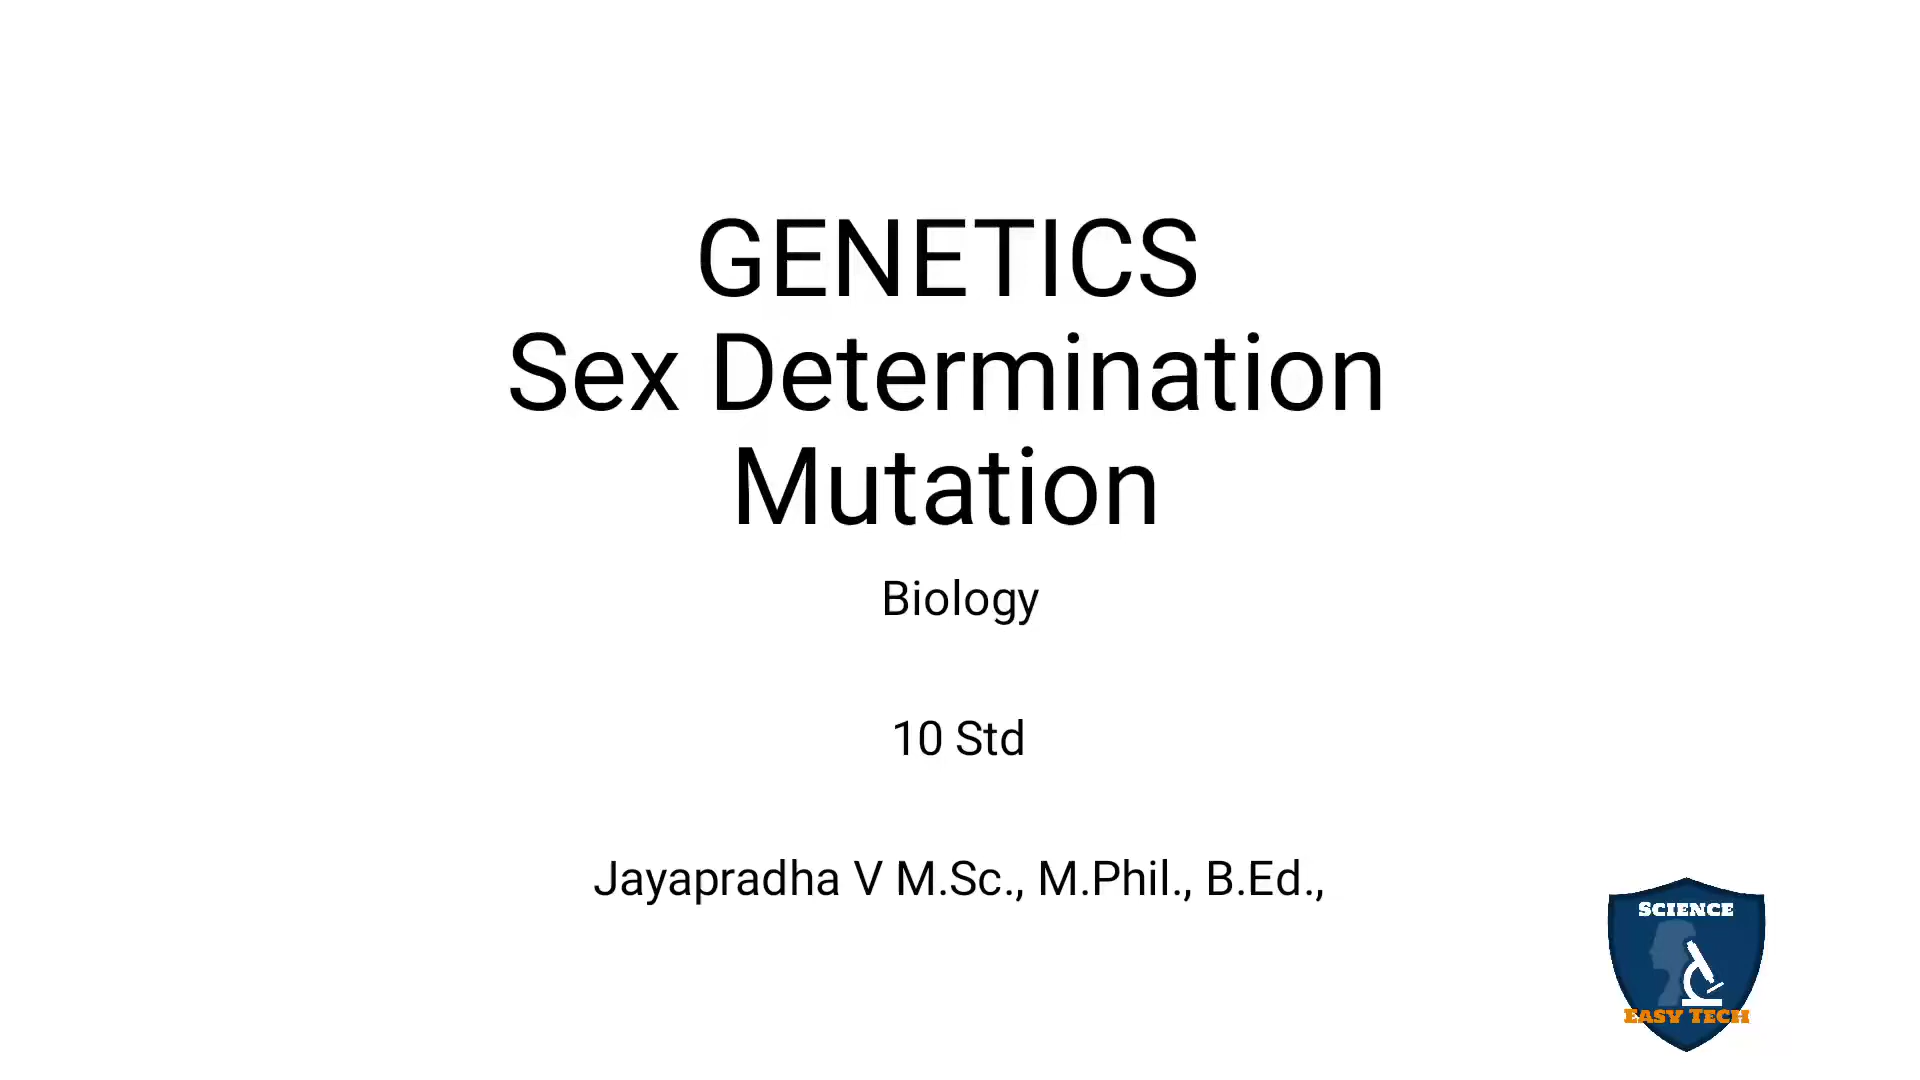 GENETICS
Sex Determination
Mutation
Biology
10 Std
Jayapradha V M.Sc., M.Phil., B.Ed.,
SCIENCE
EASY TECH